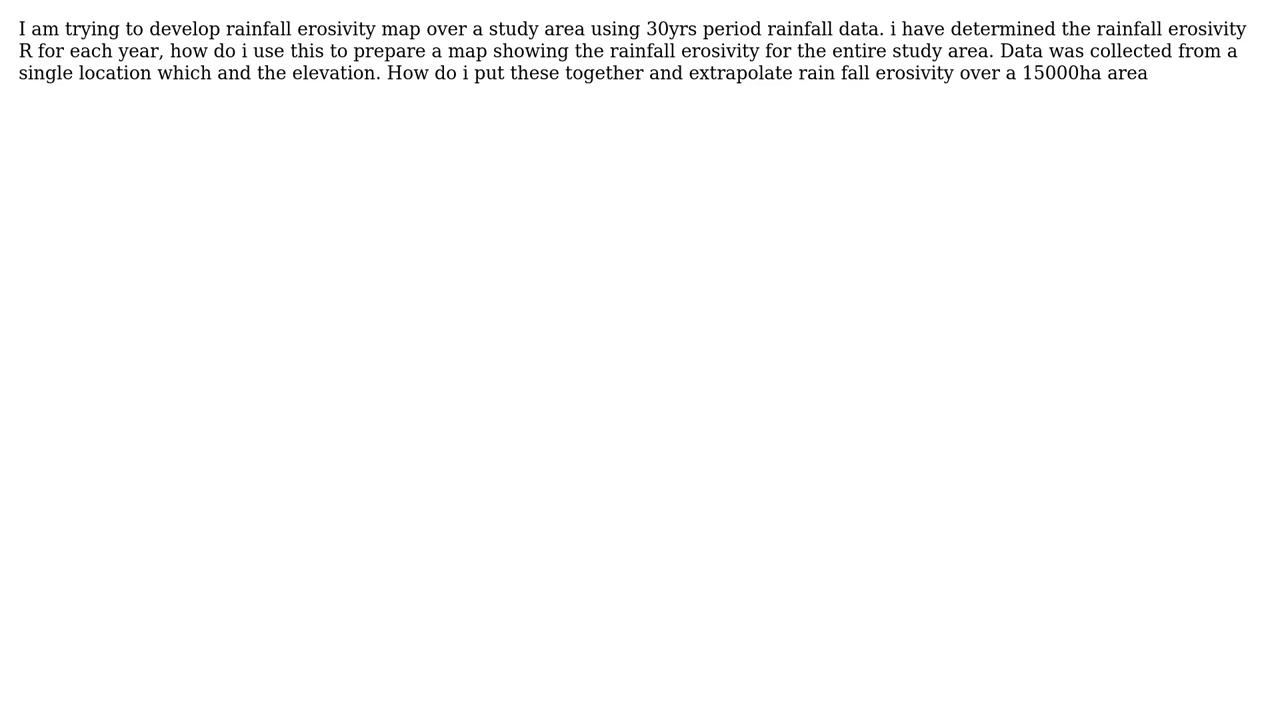 I am trying to develop rainfall erosivity map over a study area using 30yrs period rainfall data. i have determined the rainfall erosivity
R for each year, how do i use this to prepare a map showing the rainfall erosivity for the entire study area. Data was collected from a
single location which and the elevation. How do i put these together and extrapolate rain fall erosivity over a 15000ha area